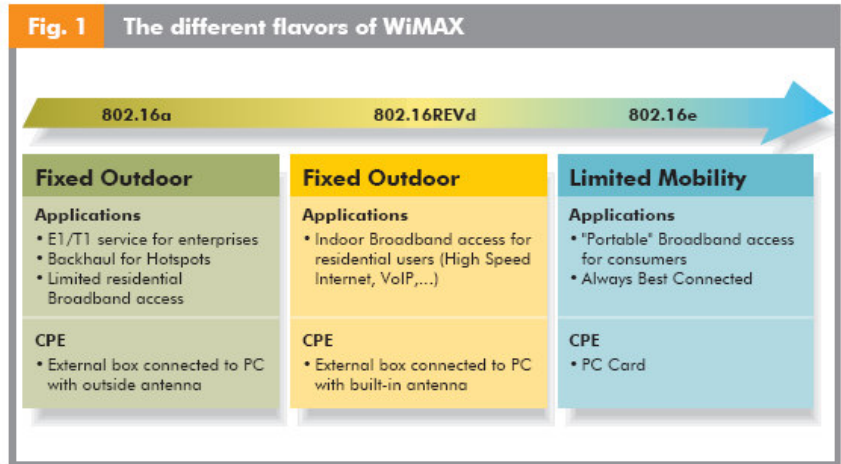 Fig. 1 The different flavors of WiMAX
802.16a 802.16REVd 802.16e
Fixed Outdoor
Applications
• E1/T1 service for enterprises
• Backhaul for Hotspots
• Limited residential
Broadband access
CPE
• External box connected to PC
with outside antenna
Fixed Outdoor
Applications
• Indoor Broadband access for
residential users (High Speed
Internet, VoIP,...)
CPE
• External box connected to PC
with built-in antenna
Limited Mobility
Applications
• "Portable" Broadband access
for consumers
• Always Best Connected
CPE
• PC Card